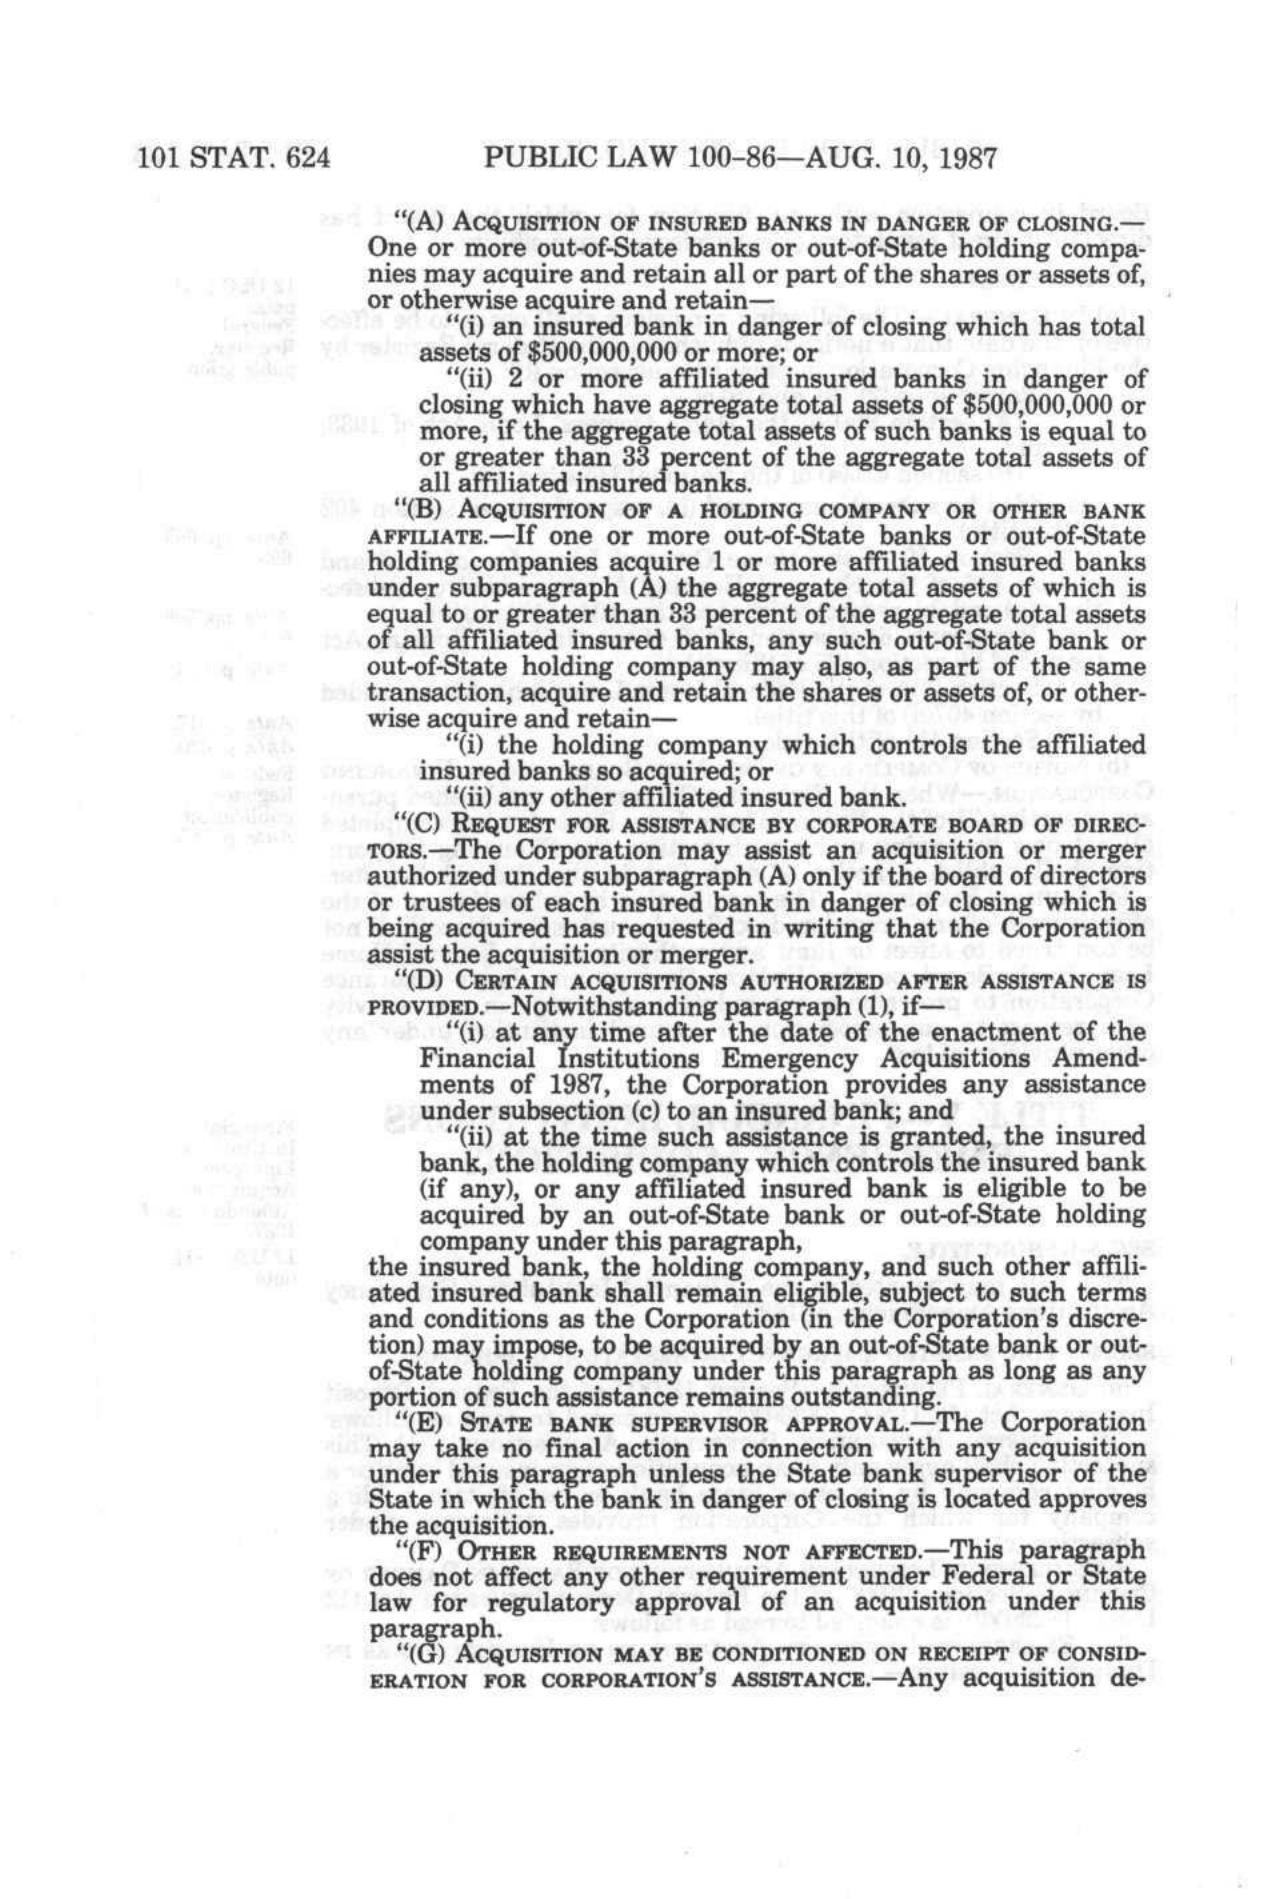 101 STAT. 624 PUBLIC LAW 100-86—AUG. 10, 1987
"(A) ACQUISITION OF INSURED BANKS IN DANGER OF CLOSING.—
One or more out-of-State banks or out-of-State holding compa-
nies may acquire and retain all or part of the shares or assets of,
or otherwise acquire and retain—
"(i) an insured bank in danger of closing which has total
assets of $500,000,000 or more; or
"(ii) 2 or more affiliated insured banks in danger of
closing which have aggregate total assets of $500,000,000 or
more, if the aggregate total assets of such banks is equal to
or greater than 33 percent of the aggregate total assets of
all affiliated insured banks.
"(B) ACQUISITION OF A HOLDING COMPANY OR OTHER BANK
AFFILIATE.—If one or more out-of-State banks or out-of-State
holding companies acquire 1 or more affiliated insured banks
under subparagraph (A) the aggregate total assets of which is
equal to or greater than 33 percent of the aggregate total assets
of all affiliated insured banks, any such out-of-State bank or
out-of-State holding company may also, as part of the same
transaction, acquire and retain the shares or assets of, or other-
wise acquire and retain—
"(i) the holding company which controls the affiliated
insured banks so acquired; or
"(ii) any other affiliated insured bank.
"(C) REQUEST FOR ASSISTANCE BY CORPORATE BOARD OF DIREC-
TORS.—The Corporation may assist an acquisition or merger
authorized under subparagraph (A) only if the board of directors
or trustees of each insured bank in danger of closing which is
being acquired has requested in writing that the Corporation
assist the acquisition or merger.
"(D) CERTAIN ACQUISITIONS AUTHORIZED AFTER ASSISTANCE IS
PROVIDED.—Notwithstanding paragraph (1), if—
"(i) at any time after the date of the enactment of the
Financial Institutions Emergency Acquisitions Amend-
ments of 1987, the Corporation provides any assistance
under subsection (c) to an insured bank; and
"(ii) at the time such assistance is granted, the insured
bank, the holding company which controls the insured bank
(if any), or any affiliated insured bank is eligible to be
acquired by an out-of-State bank or out-of-State holding
company under this paragraph,
the insured bank, the holding company, and such other affili-
ated insured bank shall remain eligible, subject to such terms
and conditions as the Corporation (in the Corporation's discre-
tion) may impose, to be acquired by an out-of-State bank or out-
of-State holding company under this paragraph as long as any
portion of such assistance remains outstanding.
"(E) STATE BANK SUPERVISOR APPROVAL.—The Corporation
may take no final action in connection with any acquisition
under this paragraph unless the State bank supervisor of the
State in which the bank in danger of closing is located approves
the acquisition.
"(F) OTHER REQUIREMENTS NOT AFFECTED.—This paragraph
does not affect any other requirement under Federal or State
law for regulatory approval of an acquisition under this
paragraph.
"(G) ACQUISITION MAY BE CONDITIONED ON RECEIPT OF CONSID-
ERATION FOR CORPORATION'S ASSISTANCE.—Any acquisition de-